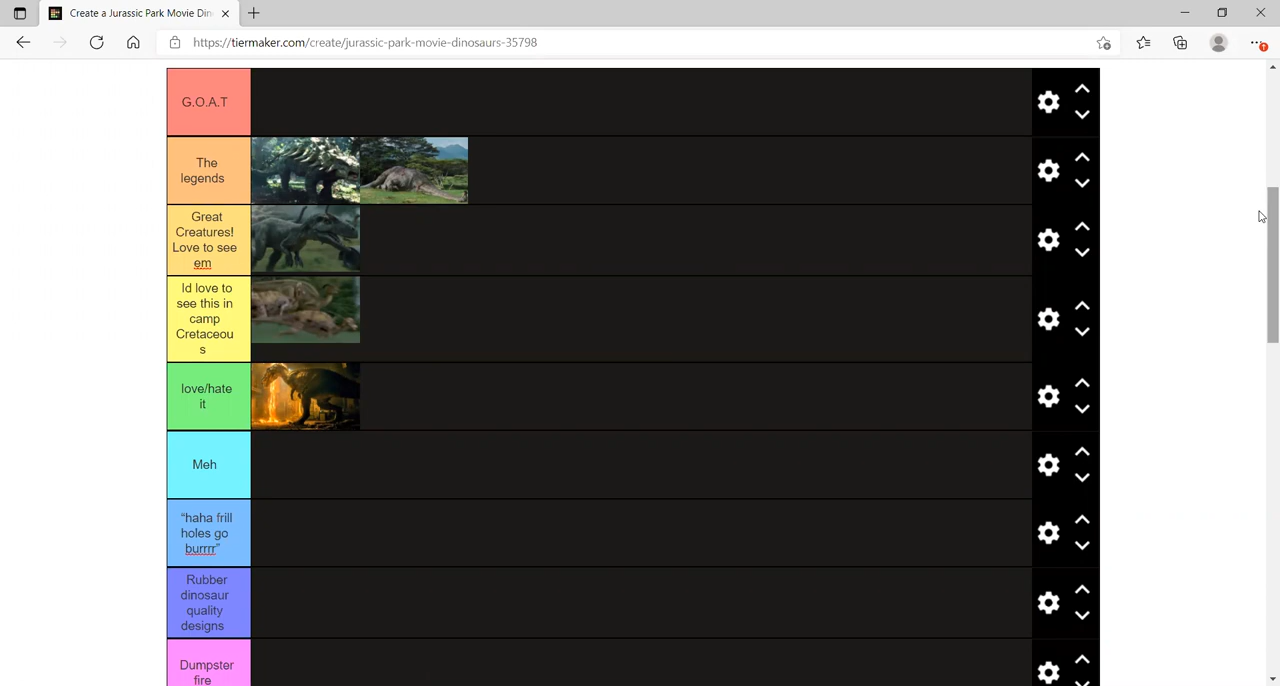 Create a Jurassic Park Movie Din
https://tiermaker.com/create/jurassic-park-movie-dinosaurs-35798
G.O.A.T
The
legends
Great
Creatures!
Love to see
em
Id love to
see this in
camp
Cretaceou
s
love/hate
it
Meh
“haha frill
holes go
burrrr”
Rubber
dinosaur
quality
designs
Dumpster
fire